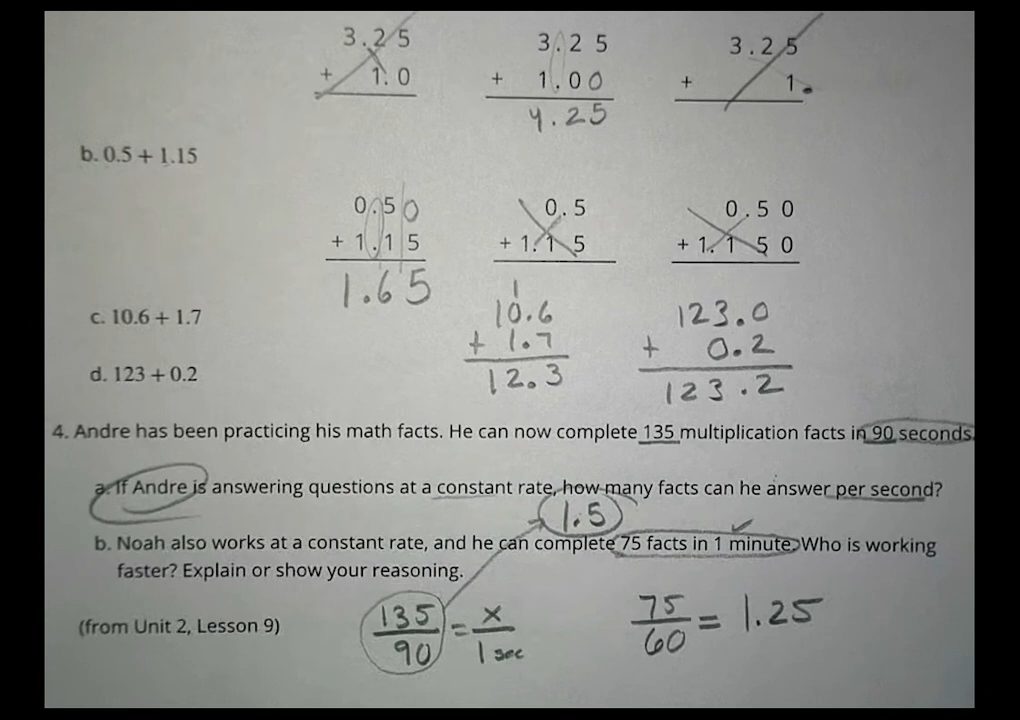 3.25 3.25 3.25
+ 1.0 + 1.00 + 1.
4.25
b. 0.5 + 1.15
0.50 0.5 0.50
+ 1.15 + 1.15 + 1.150
1.65
1
10.6 123.0
c. 10.6 + 1.7
+ 1.7 + 0.2
d. 123 + 0.2
12.3 123.2
4. Andre has been practicing his math facts. He can now complete 135 multiplication facts in 90 seconds.
a. If Andre is answering questions at a constant rate, how many facts can he answer per second?
1.5
b. Noah also works at a constant rate, and he can complete 75 facts in 1 minute. Who is working
faster? Explain or show your reasoning.
(from Unit 2, Lesson 9)
135/90 = x/1 sec 75/60 = 1.25